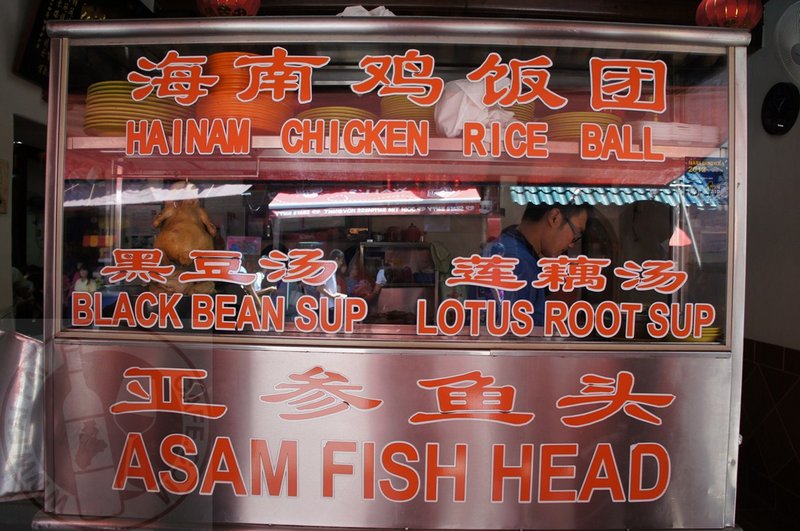 海南鸡饭团
HAINAM CHICKEN RICE BALL
黑豆汤
BLACK BEAN SUP
莲藕汤
LOTUS ROOT SUP
亚参鱼头
ASAM FISH HEAD